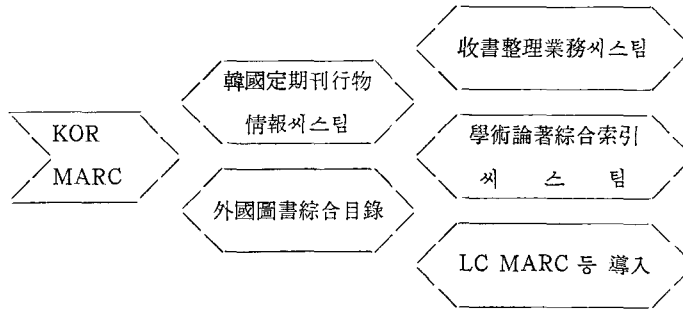 KOR
MARC
韓國定期刊行物
情報씨스팀
外國圖書綜合目錄
收書整理業務씨스팀
學術論著綜合索引
씨 스 팀
LC MARC 등 導入